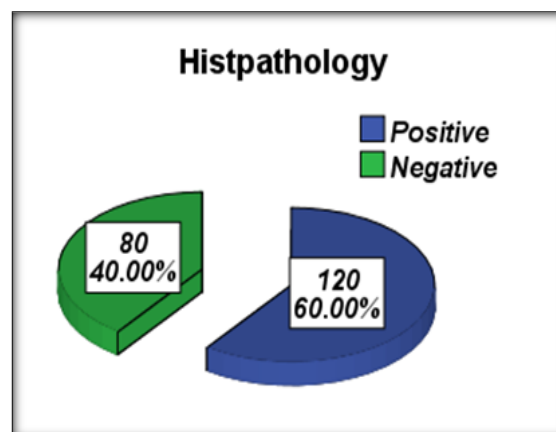 Histpathology
Positive
Negative
80
40.00%
120
60.00%